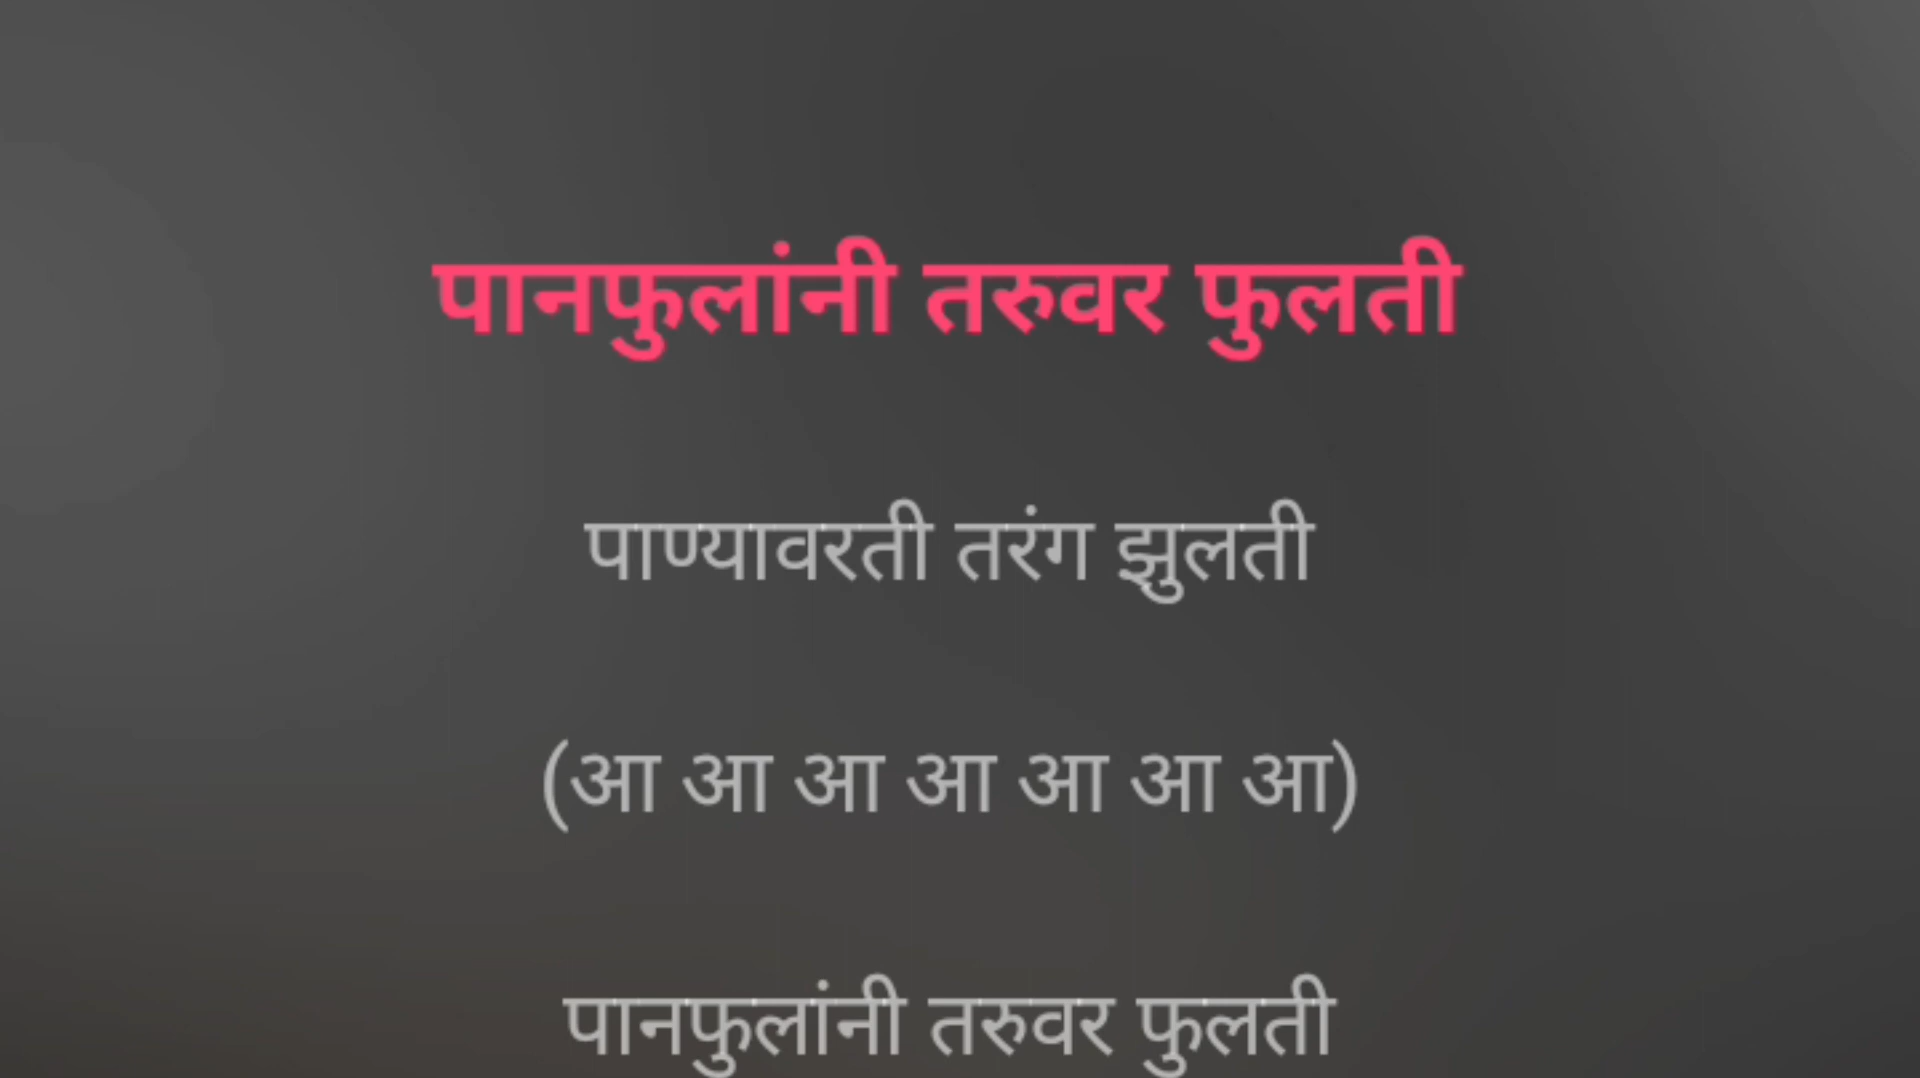 पानफुलांनी तरुवर फुलती
पाण्यावरती तरंग झुलती
(आ आ आ आ आ आ आ)
पानफुलांनी तरुवर फुलती